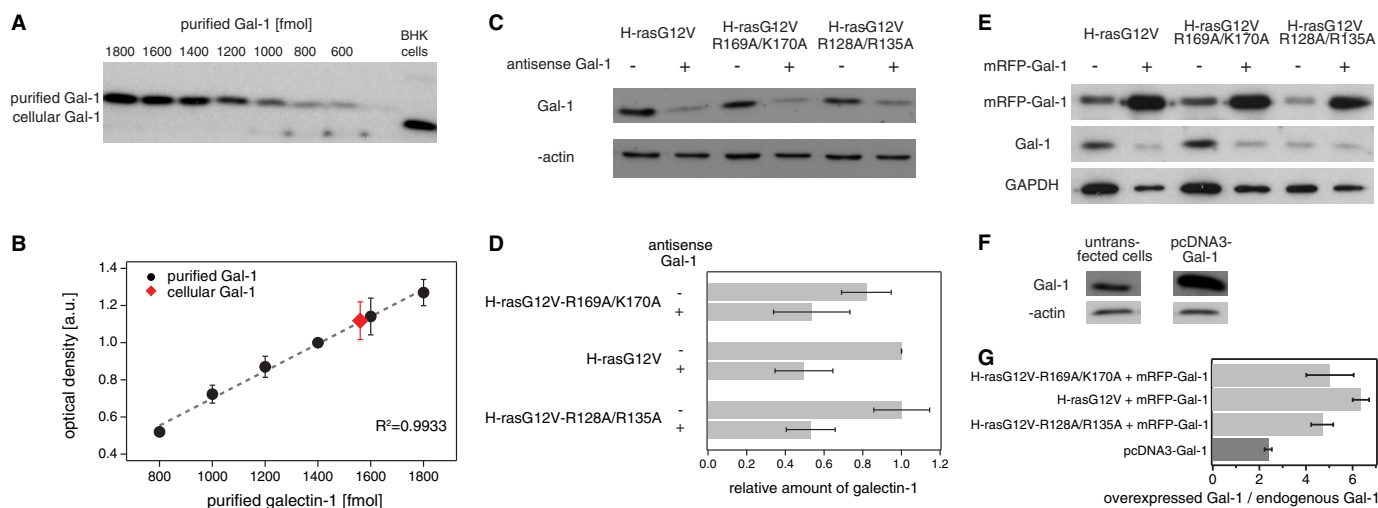 A
purified Gal-1 [fmol]
1800 1600 1400 1200 1000 800 600
BHK
cells
purified Gal-1
cellular Gal-1
B
optical density [a.u.]
1.4
1.2
1.0
0.8
0.6
0.4
purified Gal-1
cellular Gal-1
R²=0.9933
800 1000 1200 1400 1600 1800
purified galectin-1 [fmol]
C
H-rasG12V
H-rasG12V
R169A/K170A
H-rasG12V
R128A/R135A
antisense Gal-1 - + - + - +
Gal-1
-actin
D
antisense
Gal-1
H-rasG12V-R169A/K170A
-
+
H-rasG12V
-
+
H-rasG12V-R128A/R135A
-
+
0.0 0.2 0.4 0.6 0.8 1.0 1.2
relative amount of galectin-1
E
H-rasG12V
H-rasG12V
R169A/K170A
H-rasG12V
R128A/R135A
mRFP-Gal-1 - + - + - +
mRFP-Gal-1
Gal-1
GAPDH
F
untrans-
fected cells
pcDNA3-
Gal-1
Gal-1
-actin
G
H-rasG12V-R169A/K170A + mRFP-Gal-1
H-rasG12V + mRFP-Gal-1
H-rasG12V-R128A/R135A + mRFP-Gal-1
pcDNA3-Gal-1
0 2 4 6
overexpressed Gal-1 / endogenous Gal-1